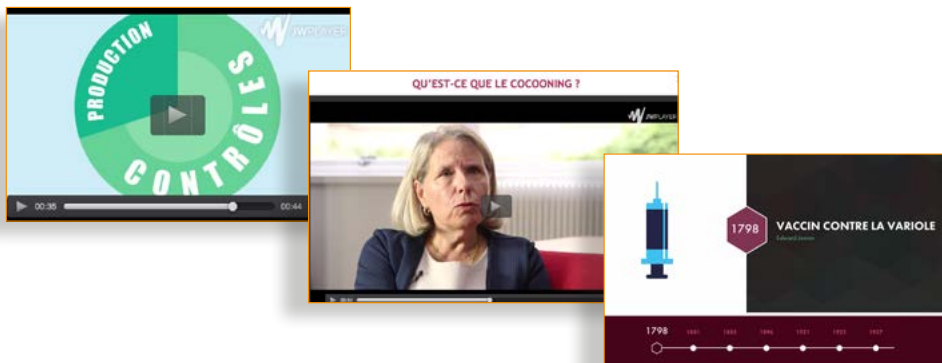 PRODUCTION
CONTRÔLES
JWPLAYER
00:35
00:44
QU'EST-CE QUE LE COCOONING ?
JWPLAYER
1798
VACCIN CONTRE LA VARIOLE
Edward Jenner
1798